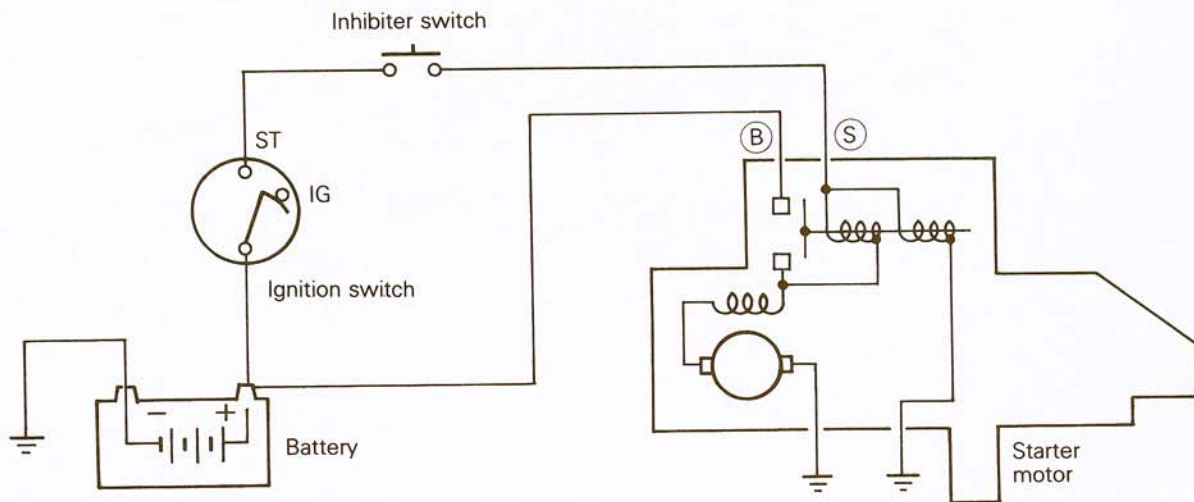 Inhibiter switch
B
S
ST
IG
Ignition switch
− +
Battery
Starter
motor